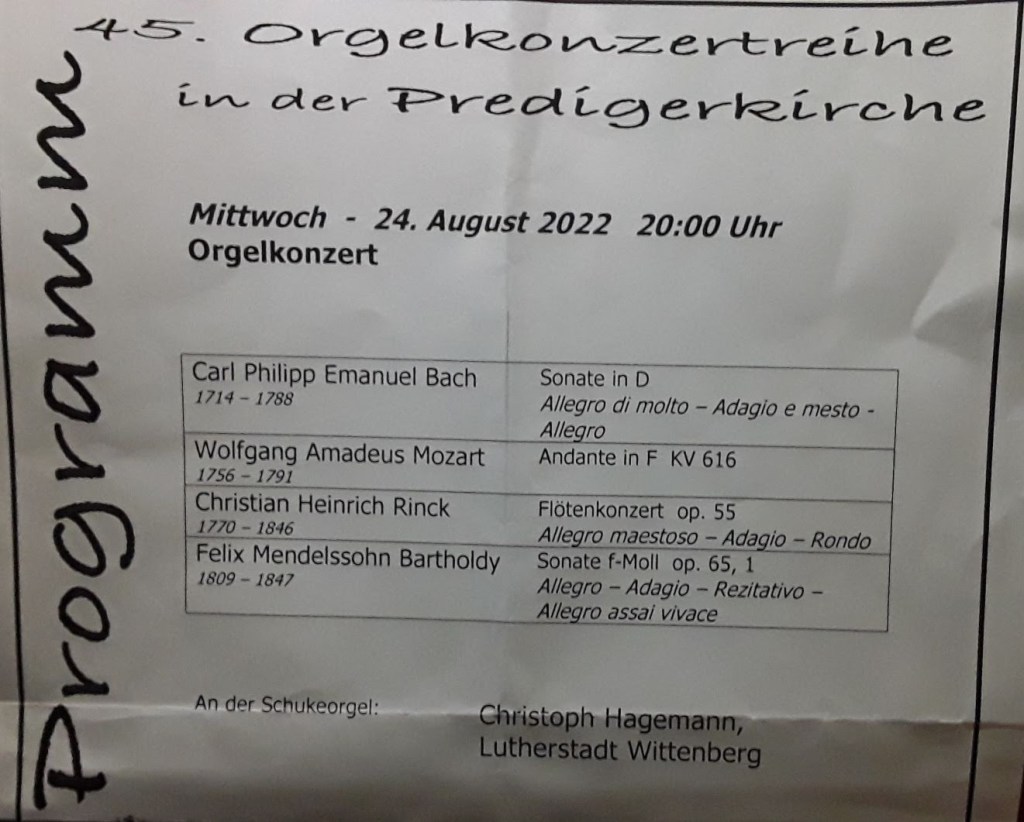 Programm
45. Orgelkonzertreihe
in der Predigerkirche
Mittwoch - 24. August 2022 20:00 Uhr
Orgelkonzert
Carl Philipp Emanuel Bach
1714 – 1788
Sonate in D
Allegro di molto – Adagio e mesto -
Allegro
Wolfgang Amadeus Mozart
1756 – 1791
Andante in F KV 616
Christian Heinrich Rinck
1770 – 1846
Flötenkonzert op. 55
Allegro maestoso – Adagio – Rondo
Felix Mendelssohn Bartholdy
1809 – 1847
Sonate f-Moll op. 65, 1
Allegro – Adagio – Rezitativo –
Allegro assai vivace
An der Schukeorgel:
Christoph Hagemann,
Lutherstadt Wittenberg